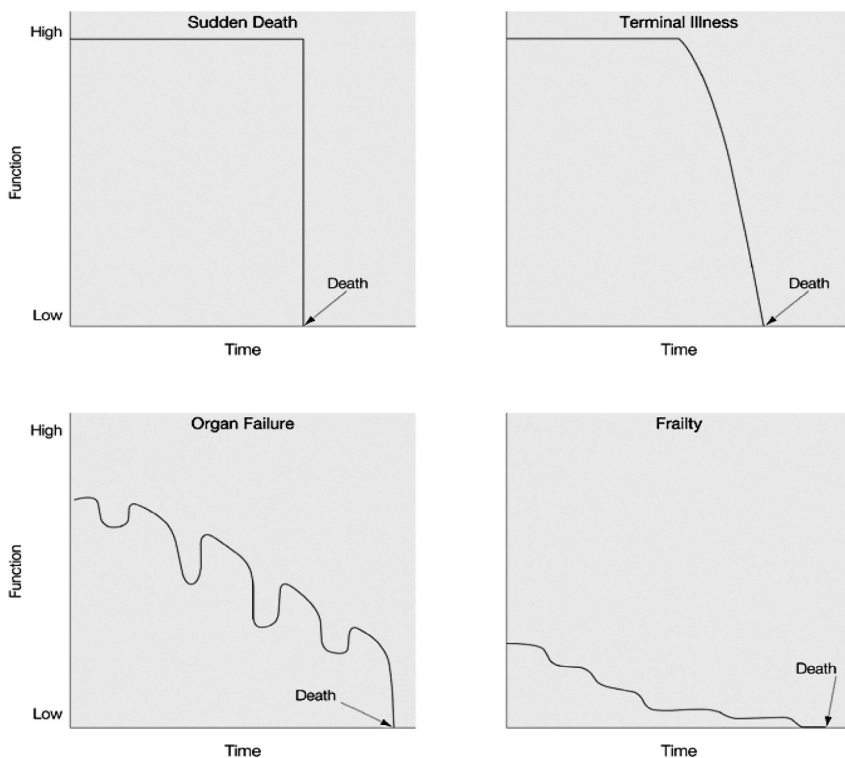 Sudden Death
High
Function
Low
Death
Time
Terminal Illness
Death
Time
Organ Failure
High
Function
Low
Death
Time
Frailty
Death
Time